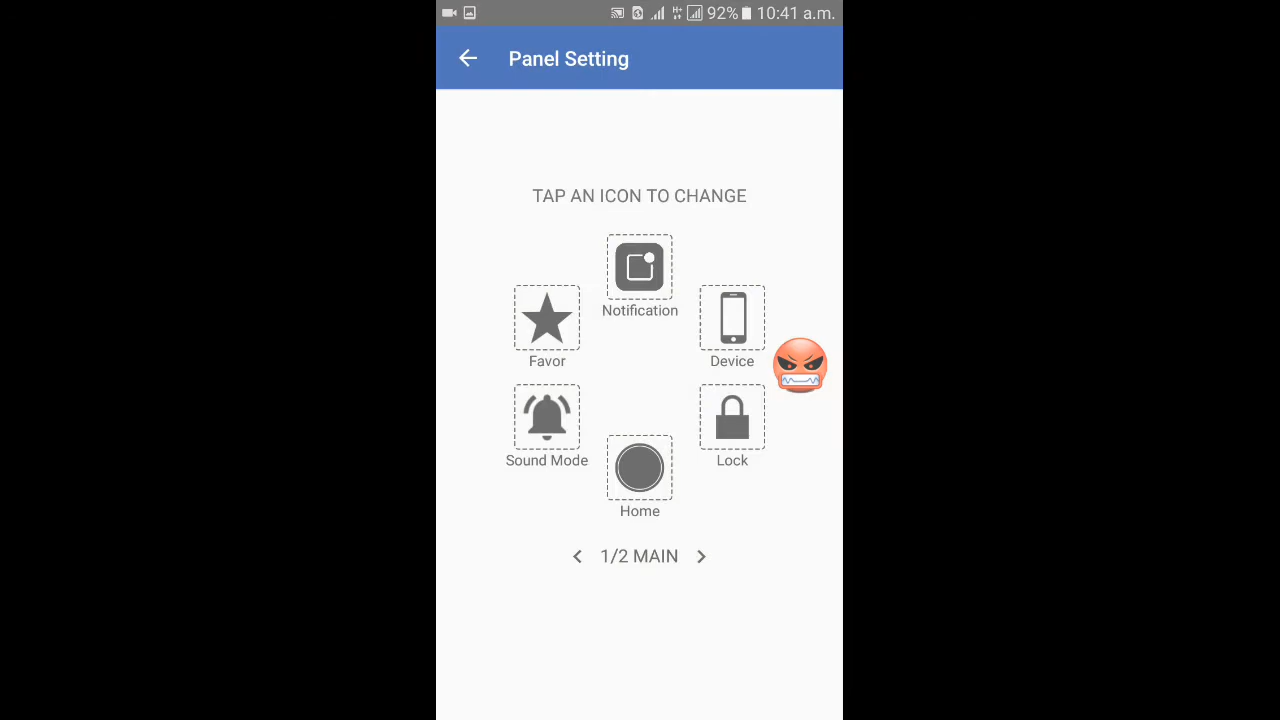 92% 10:41 a.m.
Panel Setting
TAP AN ICON TO CHANGE
Notification
Favor
Device
Sound Mode
Lock
Home
1/2 MAIN